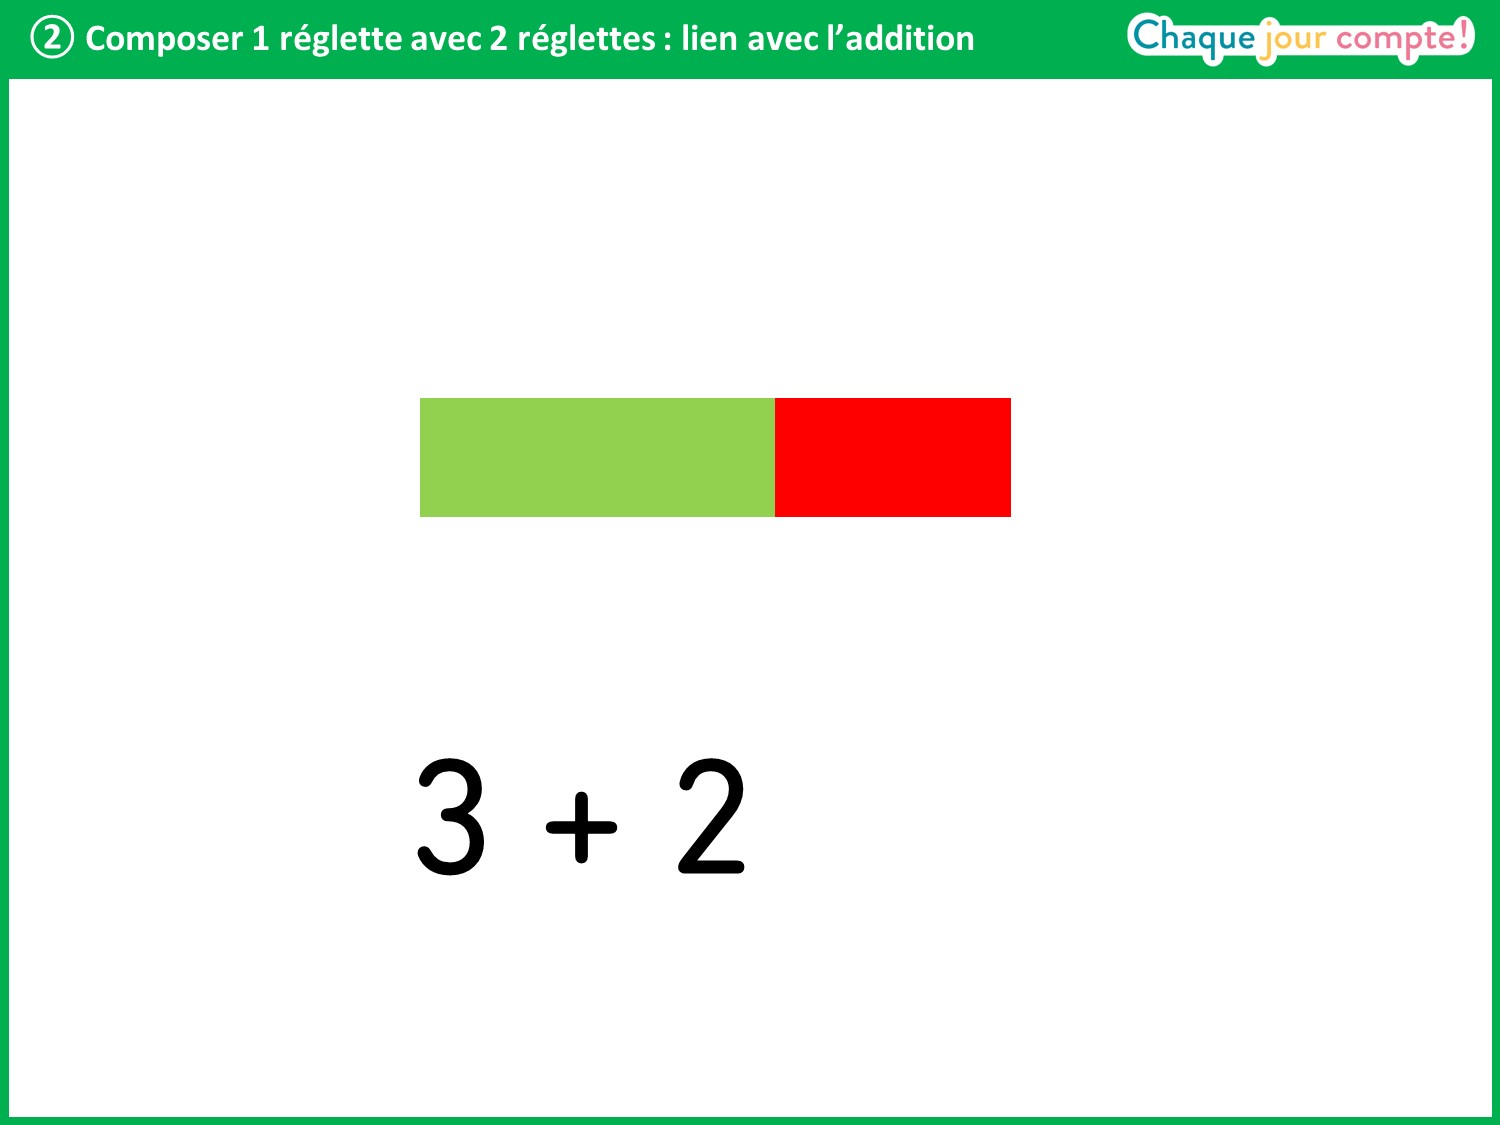 ② Composer 1 réglette avec 2 réglettes : lien avec l’addition
Chaque jour compte!
3 + 2